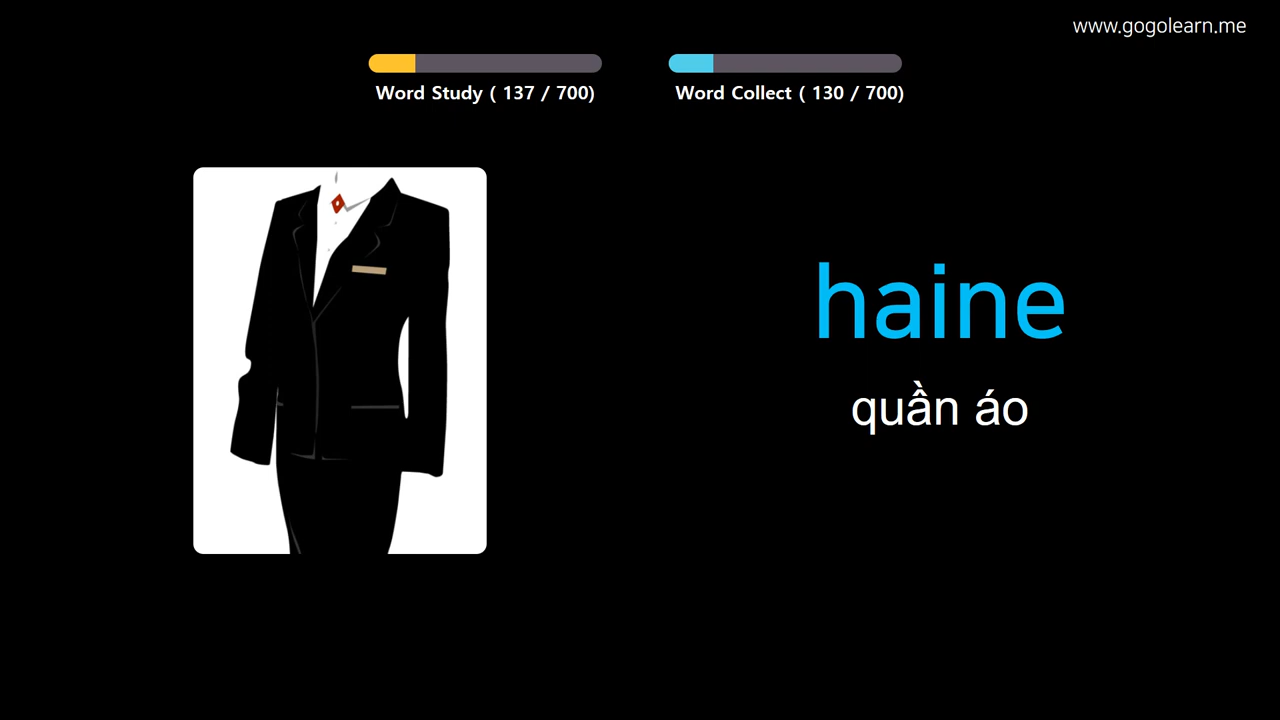 www.gogolearn.me
Word Study ( 137 / 700)
Word Collect ( 130 / 700)
haine
quần áo